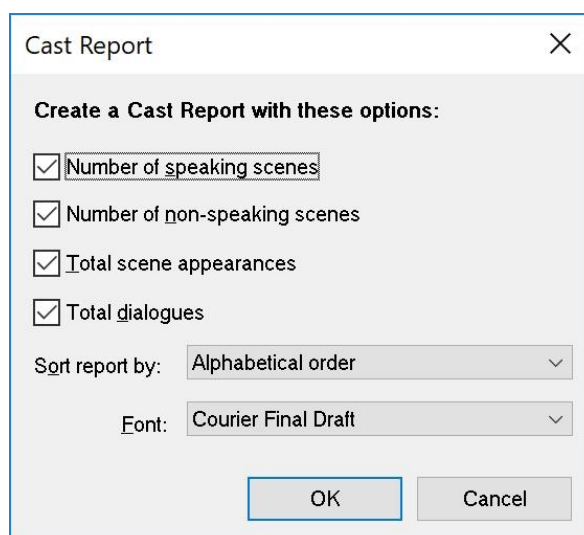 Cast Report
Create a Cast Report with these options:
Number of speaking scenes
Number of non-speaking scenes
Total scene appearances
Total dialogues
Sort report by: Alphabetical order
Font: Courier Final Draft
OK Cancel